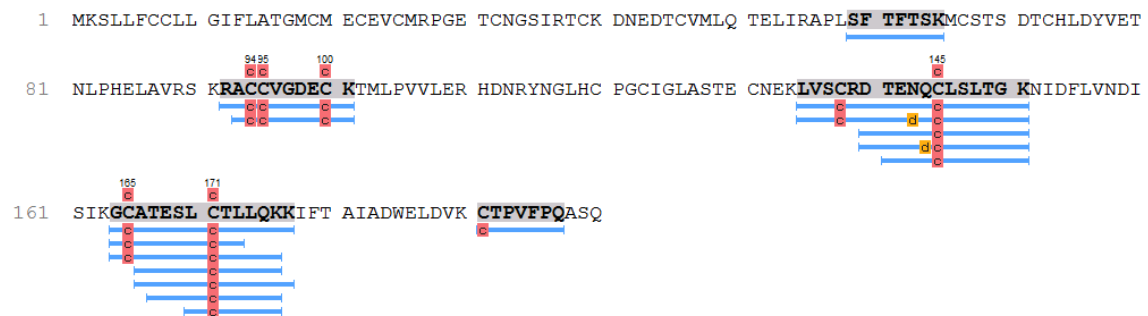 1 MKSLLFCCLL GIFLATGMCM ECEVCMRPGE TCNGSIRTCK DNEDTCVMLQ TELIRAPLSF TFTSKMCSTS DTCHLDYVET
94 95 100 145
c c c c
81 NLPHELAVRS KRACCVGDEC KTMLPVVLER HDNRYNGLHC PGCIGLASTE CNEKLVSCRD TENQCLSLTG KNIDFLVNDI
c c c c c
c c c c d c
c
d c
c
165 171
c c
161 SIKGCATESL CTLLQKKIFT AIADWELDVK CTPVFPQASQ
c c c
c c
c c
c
c
c
c